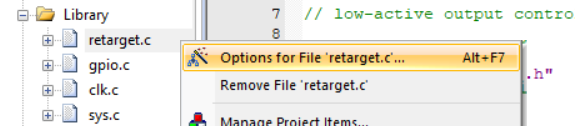 Library
retarget.c
gpio.c
clk.c
sys.c
7 // low-active output contro
8
.h"
Options for File 'retarget.c'... Alt+F7
Remove File 'retarget.c'
Manage Project Items...